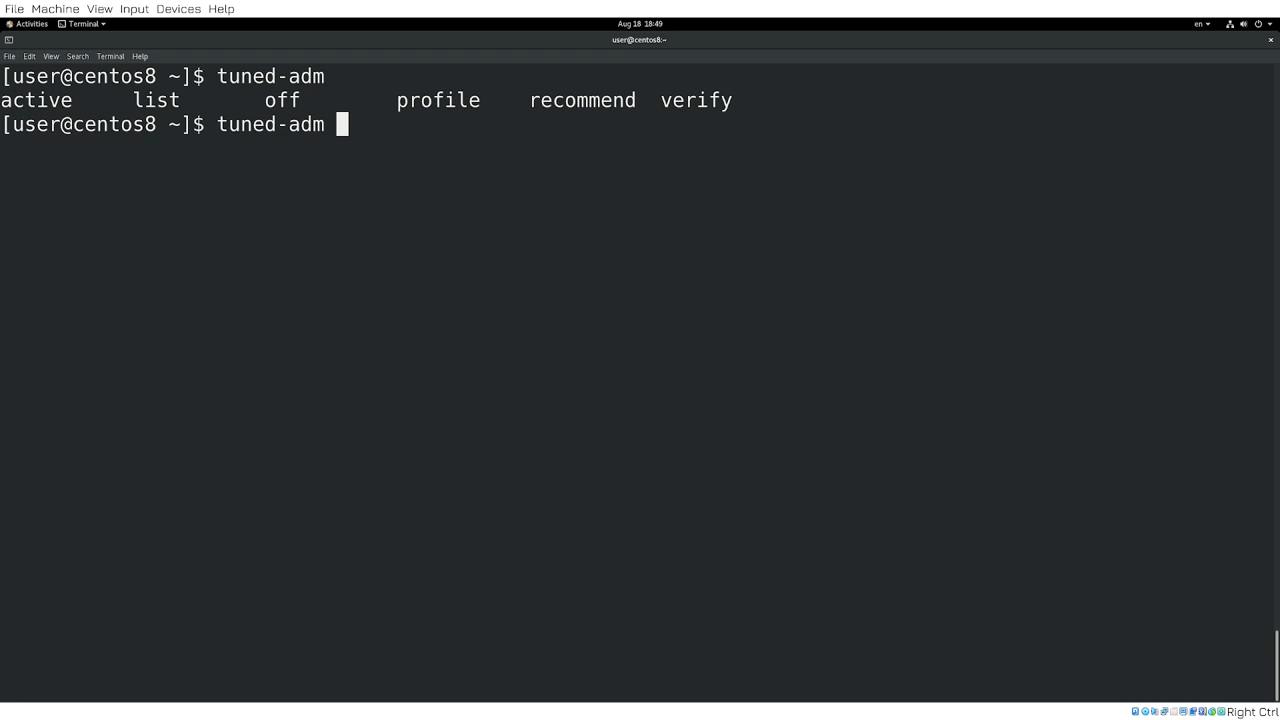 File Machine View Input Devices Help
Activities Terminal Aug 18 18:49 en
user@centos8:~
File Edit View Search Terminal Help
[user@centos8 ~]$ tuned-adm
active list off profile recommend verify
[user@centos8 ~]$ tuned-adm
Right Ctrl